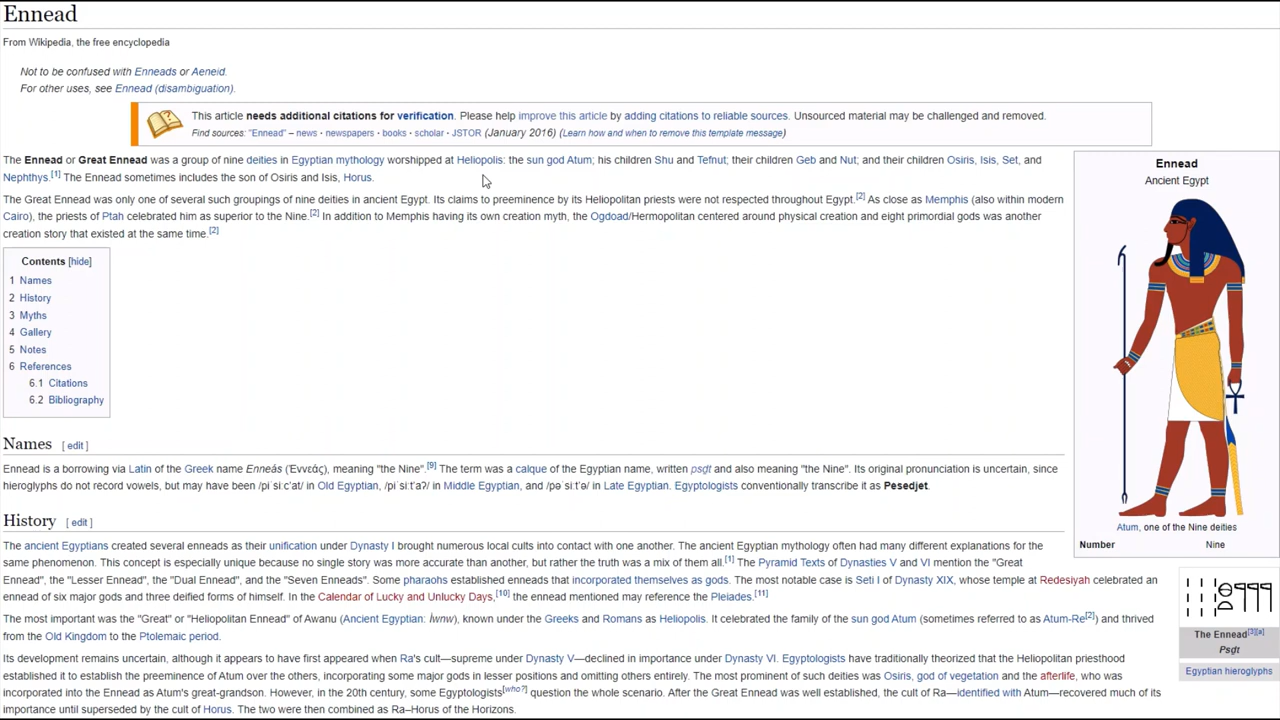 Ennead
From Wikipedia, the free encyclopedia
Not to be confused with Enneads or Aeneid.
For other uses, see Ennead (disambiguation).
This article needs additional citations for verification. Please help improve this article by adding citations to reliable sources. Unsourced material may be challenged and removed.
Find sources: "Ennead" – news · newspapers · books · scholar · JSTOR (January 2016) (Learn how and when to remove this template message)
The Ennead or Great Ennead was a group of nine deities in Egyptian mythology worshipped at Heliopolis: the sun god Atum; his children Shu and Tefnut; their children Geb and Nut; and their children Osiris, Isis, Set, and
Nephthys.[1] The Ennead sometimes includes the son of Osiris and Isis, Horus.
The Great Ennead was only one of several such groupings of nine deities in ancient Egypt. Its claims to preeminence by its Heliopolitan priests were not respected throughout Egypt.[2] As close as Memphis (also within modern
Cairo), the priests of Ptah celebrated him as superior to the Nine.[2] In addition to Memphis having its own creation myth, the Ogdoad/Hermopolitan centered around physical creation and eight primordial gods was another
creation story that existed at the same time.[2]
Contents [hide]
1 Names
2 History
3 Myths
4 Gallery
5 Notes
6 References
6.1 Citations
6.2 Bibliography
Ennead
Ancient Egypt
Atum, one of the Nine deities
Number Nine
Names [ edit ]
Ennead is a borrowing via Latin of the Greek name Enneás (Ἐννεάς), meaning "the Nine".[9] The term was a calque of the Egyptian name, written psḏt and also meaning "the Nine". Its original pronunciation is uncertain, since
hieroglyphs do not record vowels, but may have been /piˈsiːcʼat/ in Old Egyptian, /piˈsiːtʼaʔ/ in Middle Egyptian, and /pəˈsiːtʼə/ in Late Egyptian. Egyptologists conventionally transcribe it as Pesedjet.
History [ edit ]
The ancient Egyptians created several enneads as their unification under Dynasty I brought numerous local cults into contact with one another. The ancient Egyptian mythology often had many different explanations for the
same phenomenon. This concept is especially unique because no single story was more accurate than another, but rather the truth was a mix of them all.[1] The Pyramid Texts of Dynasties V and VI mention the "Great
Ennead", the "Lesser Ennead", the "Dual Ennead", and the "Seven Enneads". Some pharaohs established enneads that incorporated themselves as gods. The most notable case is Seti I of Dynasty XIX, whose temple at Redesiyah celebrated an
ennead of six major gods and three deified forms of himself. In the Calendar of Lucky and Unlucky Days,[10] the ennead mentioned may reference the Pleiades.[11]
The most important was the "Great" or "Heliopolitan Ennead" of Awanu (Ancient Egyptian: Iwnw), known under the Greeks and Romans as Heliopolis. It celebrated the family of the sun god Atum (sometimes referred to as Atum-Re[2]) and thrived
from the Old Kingdom to the Ptolemaic period.
Its development remains uncertain, although it appears to have first appeared when Ra's cult—supreme under Dynasty V—declined in importance under Dynasty VI. Egyptologists have traditionally theorized that the Heliopolitan priesthood
established it to establish the preeminence of Atum over the others, incorporating some major gods in lesser positions and omitting others entirely. The most prominent of such deities was Osiris, god of vegetation and the afterlife, who was
incorporated into the Ennead as Atum's great-grandson. However, in the 20th century, some Egyptologists[who?] question the whole scenario. After the Great Ennead was well established, the cult of Ra—identified with Atum—recovered much of its
importance until superseded by the cult of Horus. The two were then combined as Ra–Horus of the Horizons.
The Ennead[3][a]
Psḏt
Egyptian hieroglyphs